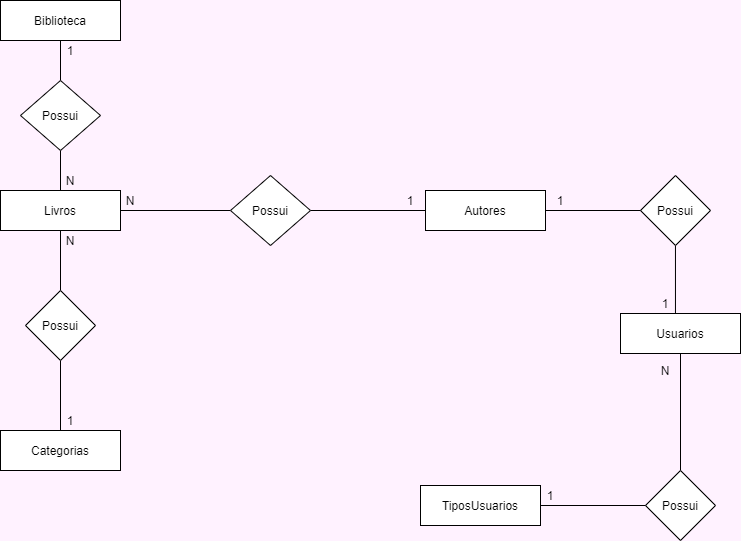 Biblioteca
1
Possui
N
Livros
N
Possui
1
Autores
1
Possui
N
1
Possui
Usuarios
N
1
Categorias
TiposUsuarios
1
Possui